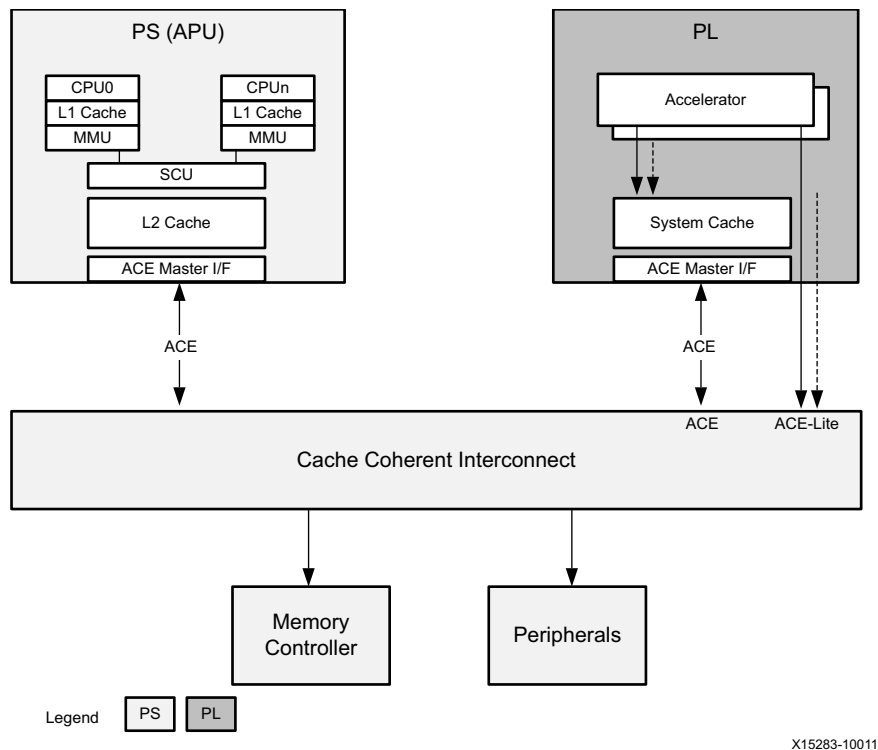 PS (APU)
PL
CPU0
L1 Cache
MMU
CPUn
L1 Cache
MMU
SCU
L2 Cache
ACE Master I/F
Accelerator
System Cache
ACE Master I/F
ACE
ACE
ACE
ACE-Lite
Cache Coherent Interconnect
Memory
Controller
Peripherals
Legend
PS
PL
X15283-10011